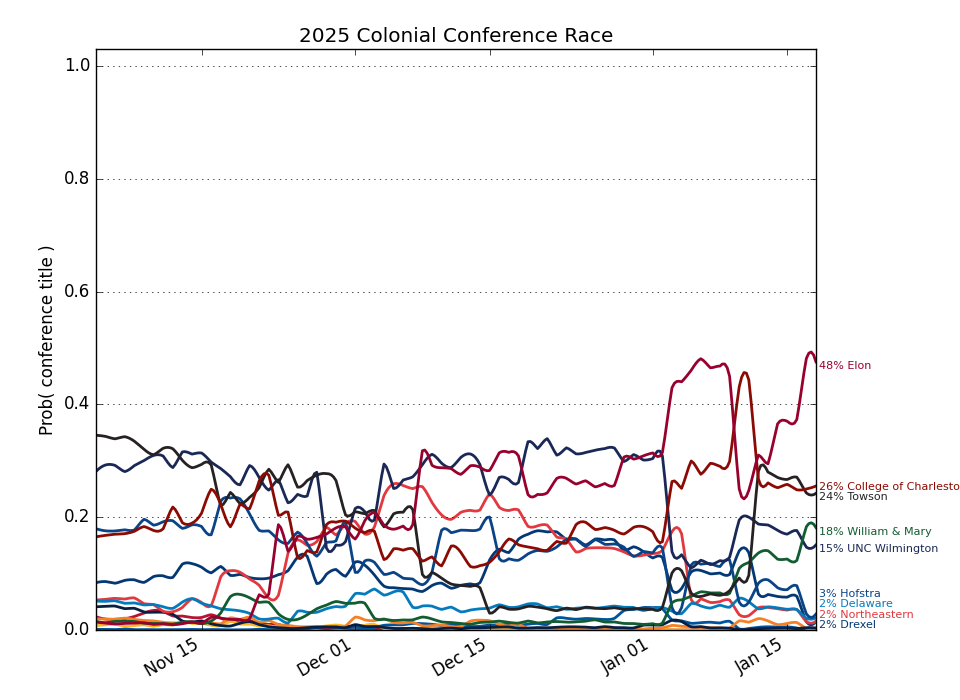 2025 Colonial Conference Race
Prob( conference title )
1.0
0.8
0.6
0.4
0.2
0.0
Nov 15
Dec 01
Dec 15
Jan 01
Jan 15
48% Elon
26% College of Charlesto
24% Towson
18% William & Mary
15% UNC Wilmington
3% Hofstra
2% Delaware
2% Northeastern
2% Drexel